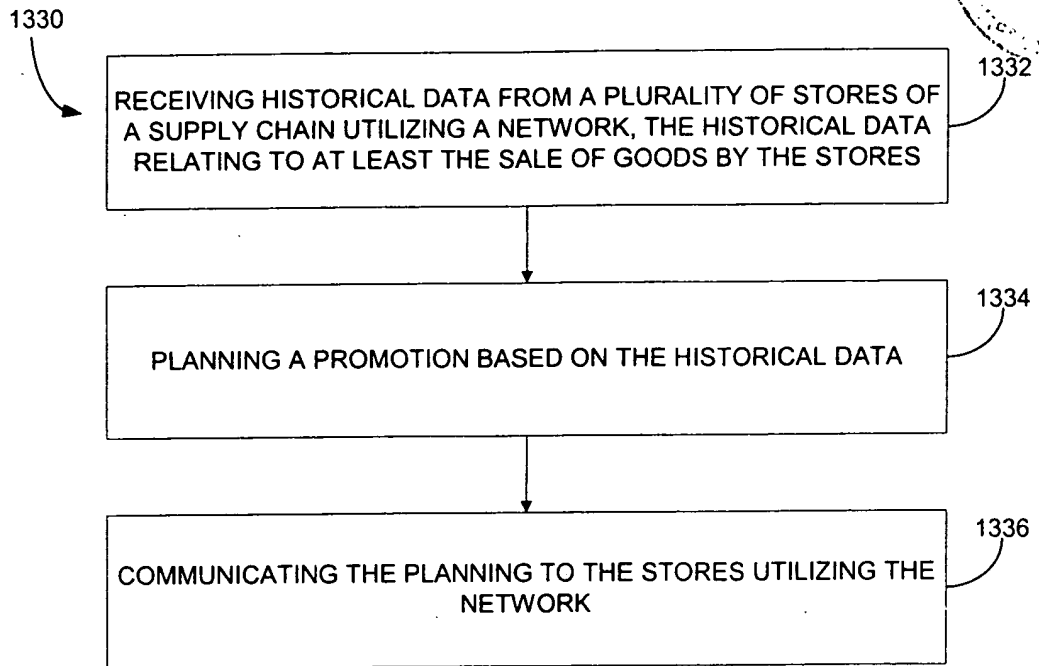 1330
1332
RECEIVING HISTORICAL DATA FROM A PLURALITY OF STORES OF
A SUPPLY CHAIN UTILIZING A NETWORK, THE HISTORICAL DATA
RELATING TO AT LEAST THE SALE OF GOODS BY THE STORES
1334
PLANNING A PROMOTION BASED ON THE HISTORICAL DATA
1336
COMMUNICATING THE PLANNING TO THE STORES UTILIZING THE
NETWORK